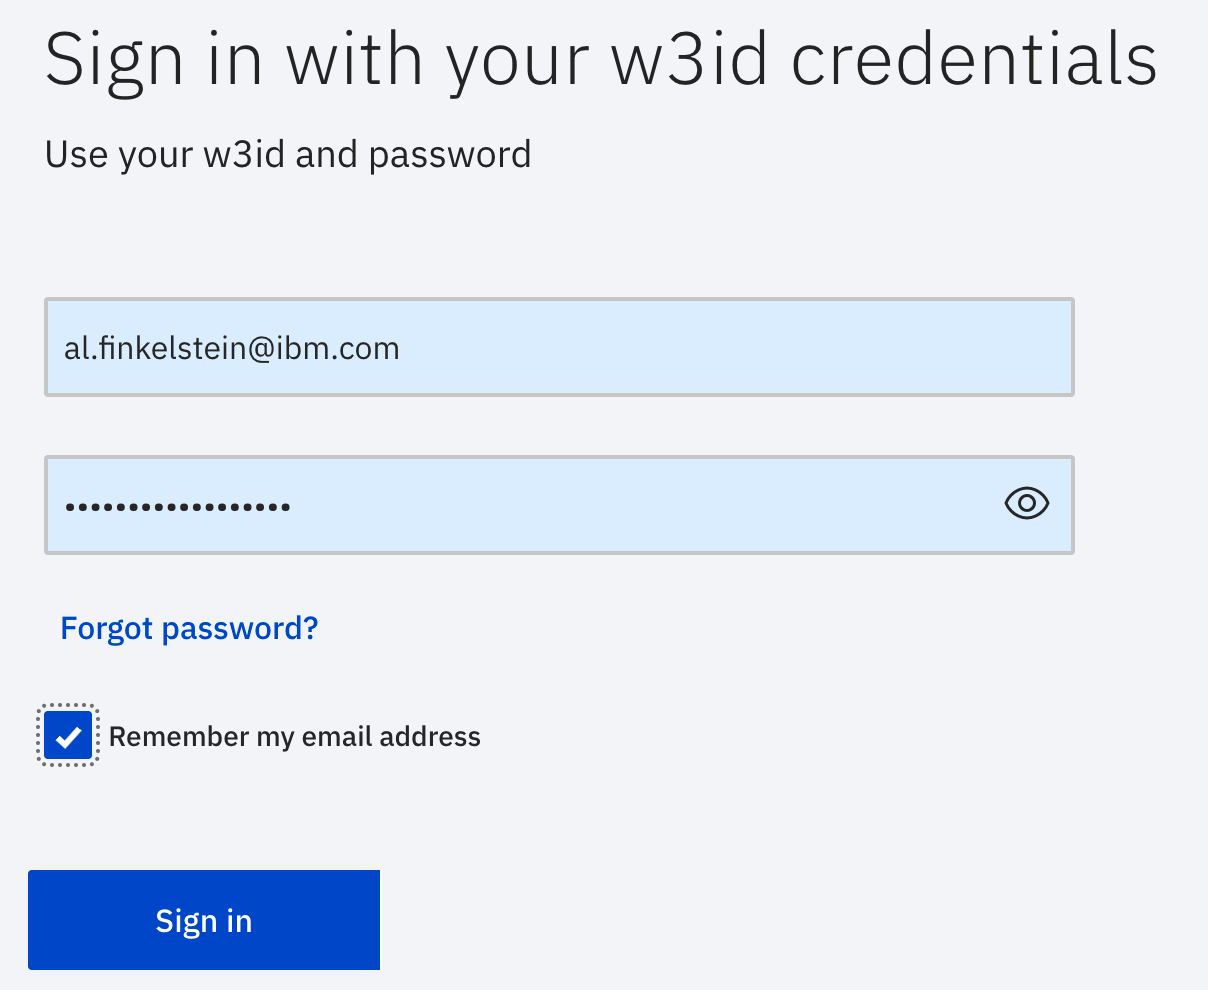 Sign in with your w3id credentials
Use your w3id and password
al.finkelstein@ibm.com
••••••••••••••••••
Forgot password?
Remember my email address
Sign in